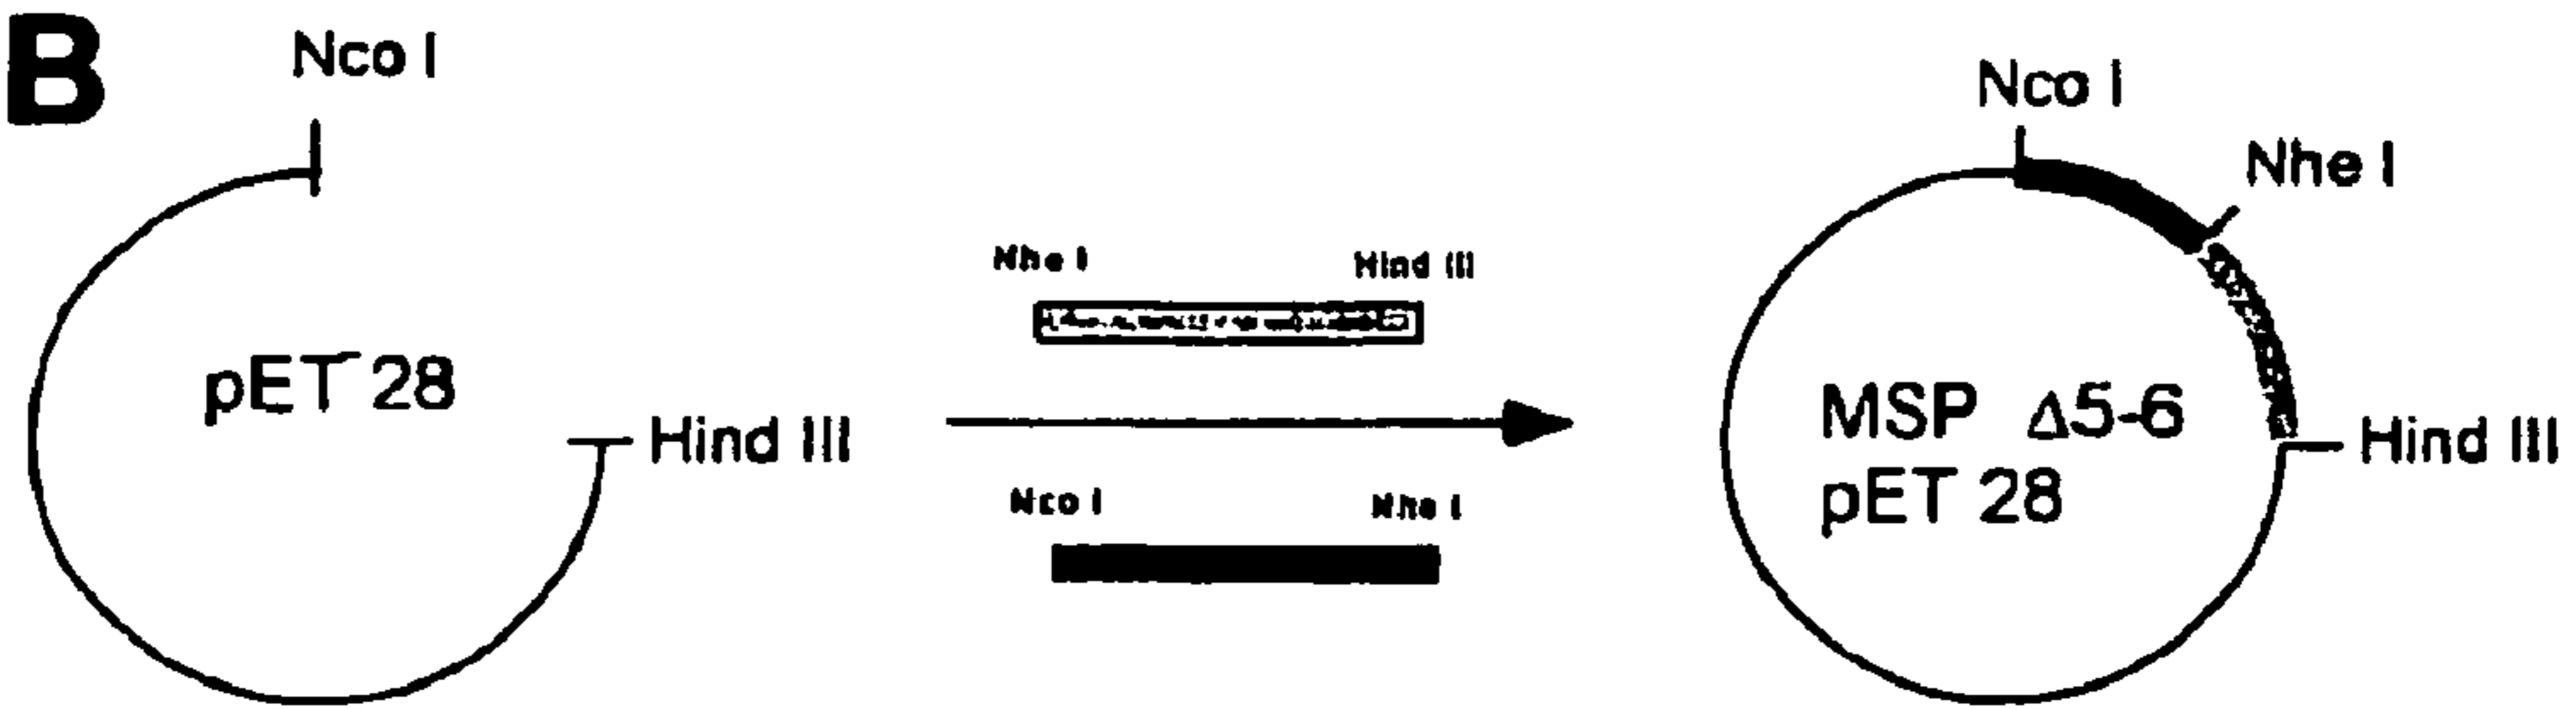 B
Nco I
pET 28
Hind III
Nhe I
Hind III
Nco I
Nhe I
Nco I
Nhe I
MSP Δ5-6
pET 28
Hind III